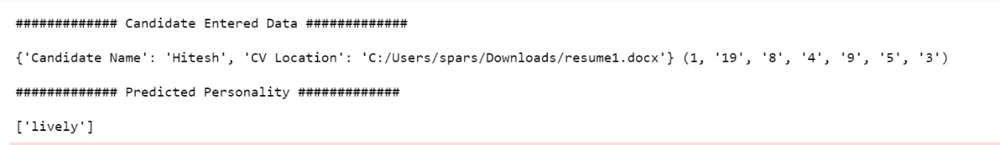 ############# Candidate Entered Data #############
{'Candidate Name': 'Hitesh', 'CV Location': 'C:/Users/spars/Downloads/resume1.docx'} (1, '19', '8', '4', '9', '5', '3')
############# Predicted Personality #############
['lively']